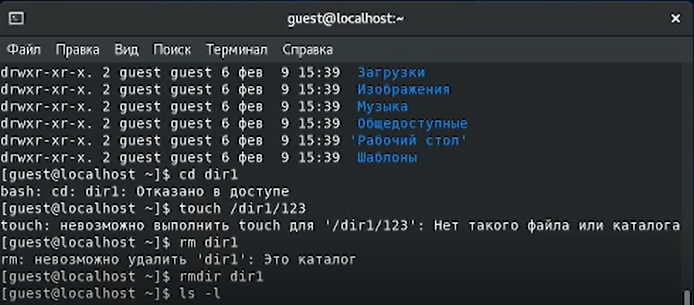 guest@localhost:~
Файл Правка Вид Поиск Терминал Справка
drwxr-xr-x. 2 guest guest 6 фев  9 15:39  Загрузки
drwxr-xr-x. 2 guest guest 6 фев  9 15:39  Изображения
drwxr-xr-x. 2 guest guest 6 фев  9 15:39  Музыка
drwxr-xr-x. 2 guest guest 6 фев  9 15:39  Общедоступные
drwxr-xr-x. 2 guest guest 6 фев  9 15:39 'Рабочий стол'
drwxr-xr-x. 2 guest guest 6 фев  9 15:39  Шаблоны
[guest@localhost ~]$ cd dir1
bash: cd: dir1: Отказано в доступе
[guest@localhost ~]$ touch /dir1/123
touch: невозможно выполнить touch для '/dir1/123': Нет такого файла или каталога
[guest@localhost ~]$ rm dir1
rm: невозможно удалить 'dir1': Это каталог
[guest@localhost ~]$ rmdir dir1
[guest@localhost ~]$ ls -l